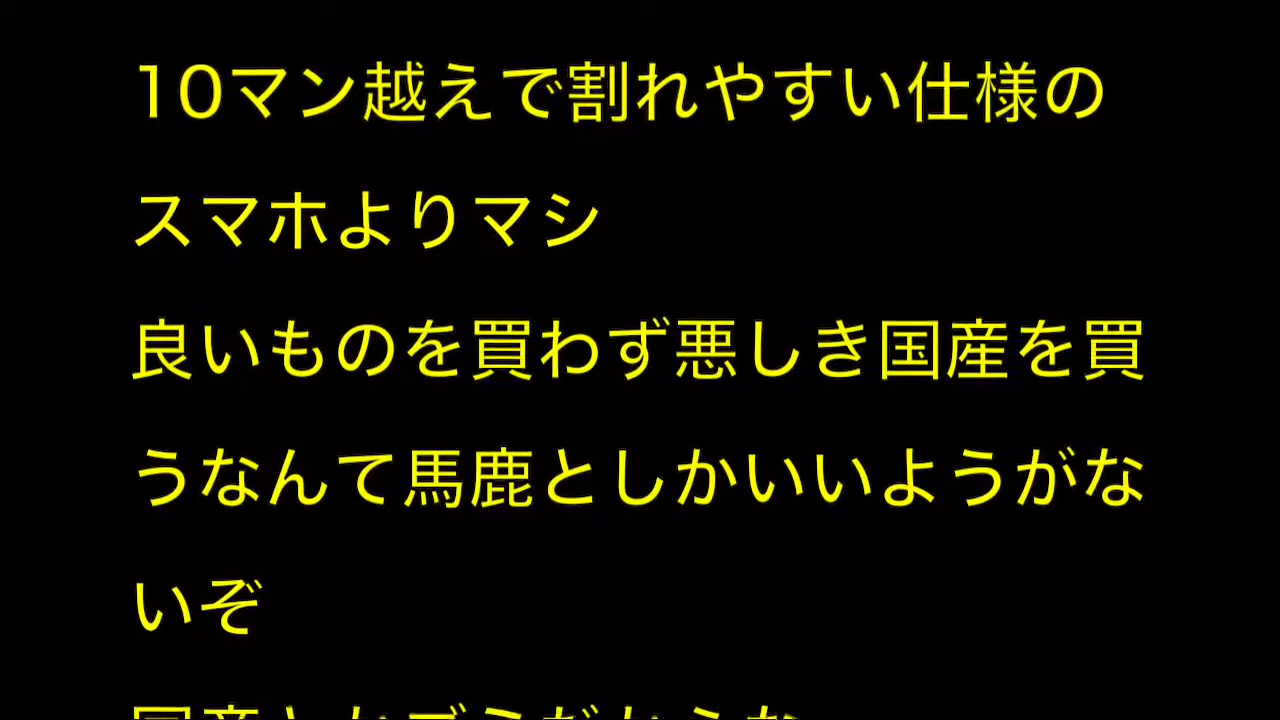 10マン越えで割れやすい仕様の
スマホよりマシ
良いものを買わず悪しき国産を買
うなんて馬鹿としかいいようがな
いぞ